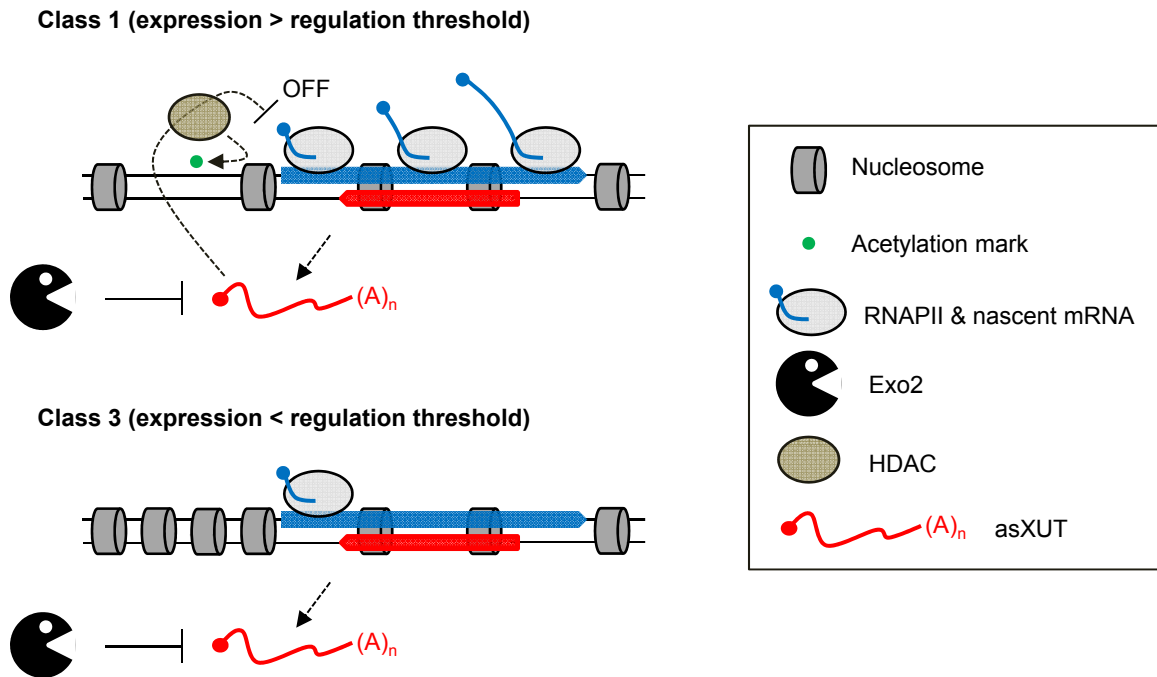 Class 1 (expression > regulation threshold)
OFF
(A)n
Class 3 (expression < regulation threshold)
(A)n
Nucleosome
Acetylation mark
RNAPII & nascent mRNA
Exo2
HDAC
(A)n asXUT